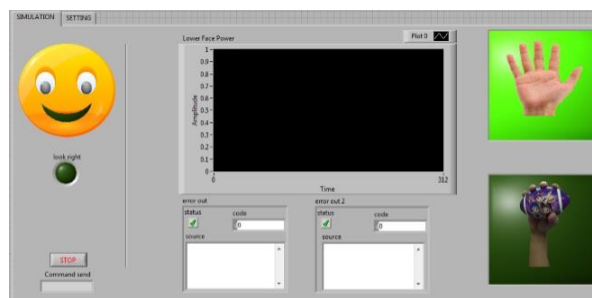 SIMULATION SETTING
Lower Face Power
Plot 0
Amplitude
1
0.9
0.8
0.7
0.6
0.5
0.4
0.3
0.2
0.1
0
0 312
Time
look right
STOP
Command send
error out
status code
0
source
error out 2
status code
0
source